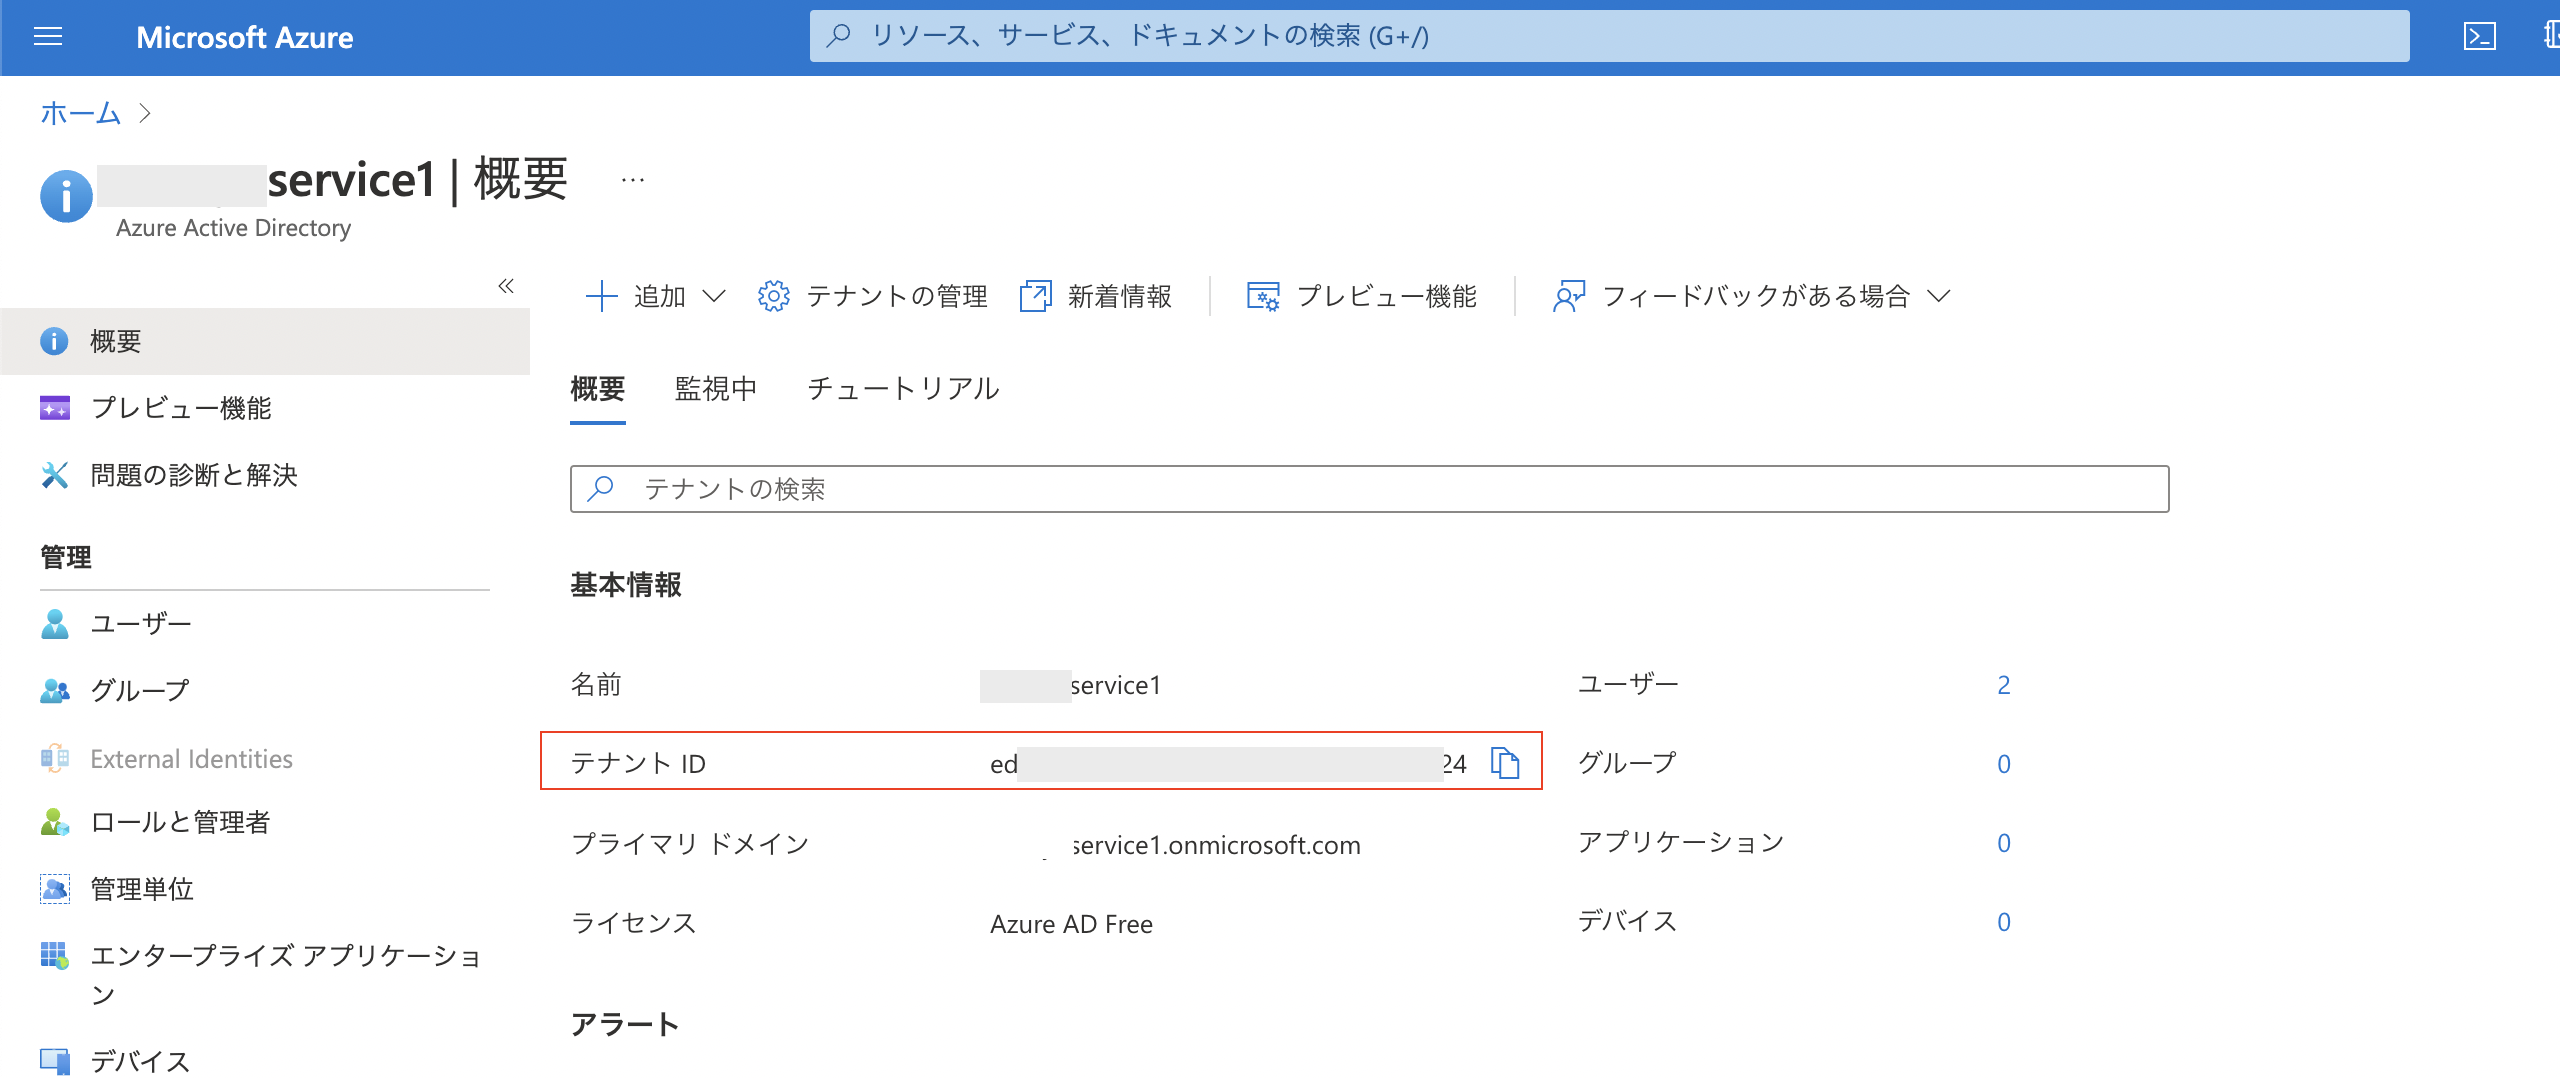 Microsoft Azure
リソース、サービス、ドキュメントの検索 (G+/)
ホーム
service1 | 概要 …
Azure Active Directory
«
追加
テナントの管理
新着情報
プレビュー機能
フィードバックがある場合
概要
プレビュー機能
問題の診断と解決
管理
ユーザー
グループ
External Identities
ロールと管理者
管理単位
エンタープライズ アプリケーショ
ン
デバイス
概要
監視中
チュートリアル
テナントの検索
基本情報
名前 service1
テナント ID ed 24
プライマリ ドメイン service1.onmicrosoft.com
ライセンス Azure AD Free
ユーザー 2
グループ 0
アプリケーション 0
デバイス 0
アラート